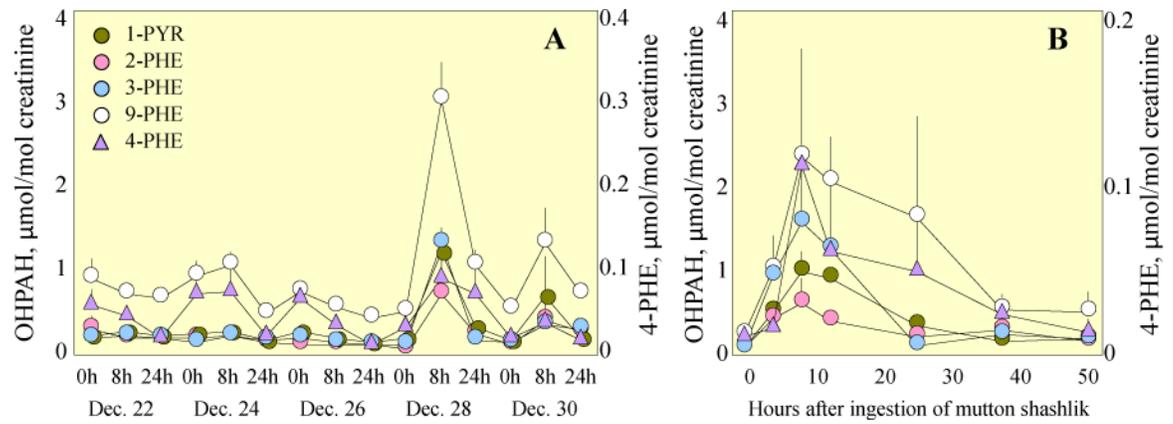 OHPAH, μmol/mol creatinine
4
3
2
1
0
1-PYR
2-PHE
3-PHE
9-PHE
4-PHE
A
0.4
0.3
0.2
0.1
0
4-PHE, μmol/mol creatinine
0h 8h 24h 0h 8h 24h 0h 8h 24h 0h 8h 24h 0h 8h 24h
Dec. 22 Dec. 24 Dec. 26 Dec. 28 Dec. 30
OHPAH, μmol/mol creatinine
4
3
2
1
0
B
0.2
0.1
0
4-PHE, μmol/mol creatinine
0 10 20 30 40 50
Hours after ingestion of mutton shashlik